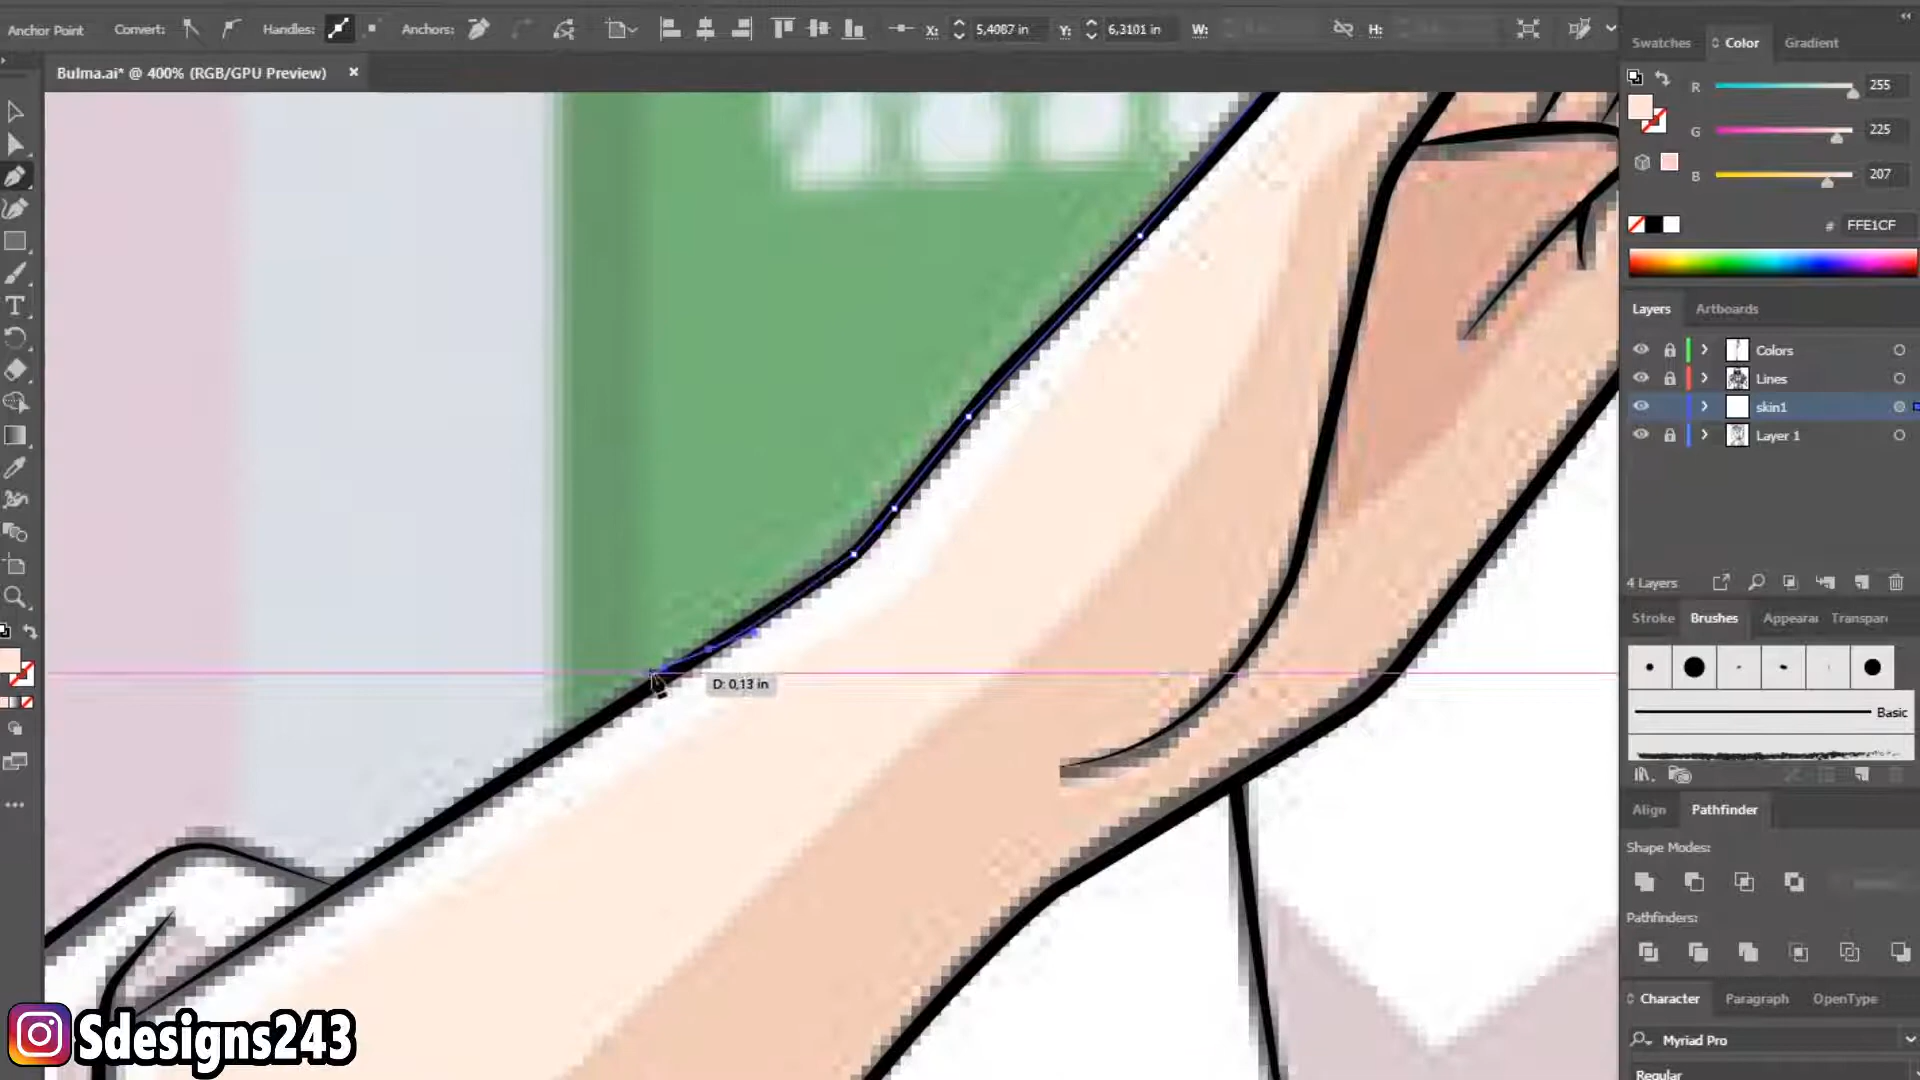 Anchor Point Convert: Handles: Anchors: X: 5,4087 in Y: 6,3101 in W: H:
Bulma.ai* @ 400% (RGB/GPU Preview) ×
Swatches Color Gradient
R 255
G 225
B 207
# FFE1CF
Layers Artboards
Colors
Lines
skin1
Layer 1
4 Layers
Stroke Brushes Appearai Transpare
Basic
Align Pathfinder
Shape Modes:
Pathfinders:
Character Paragraph OpenType
Myriad Pro
Regular
D: 0,13 in
Sdesigns243